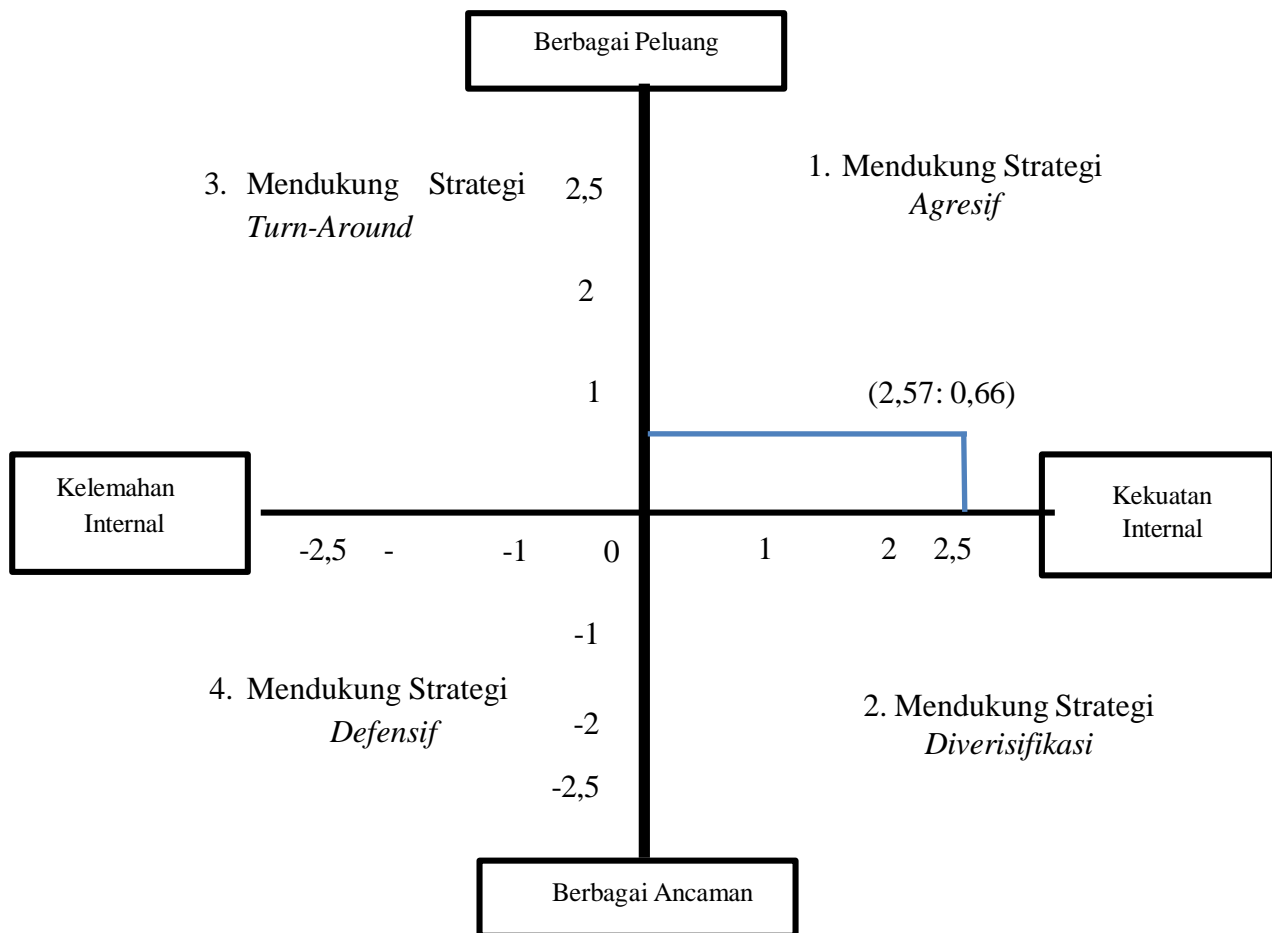 Berbagai Peluang
3. Mendukung Strategi
Turn-Around
1. Mendukung Strategi
Agresif
2,5
2
1
(2,57: 0,66)
Kelemahan
Internal
Kekuatan
Internal
-2,5 - -1 0 1 2 2,5
-1
4. Mendukung Strategi
Defensif
-2
-2,5
2. Mendukung Strategi
Diverisifikasi
Berbagai Ancaman